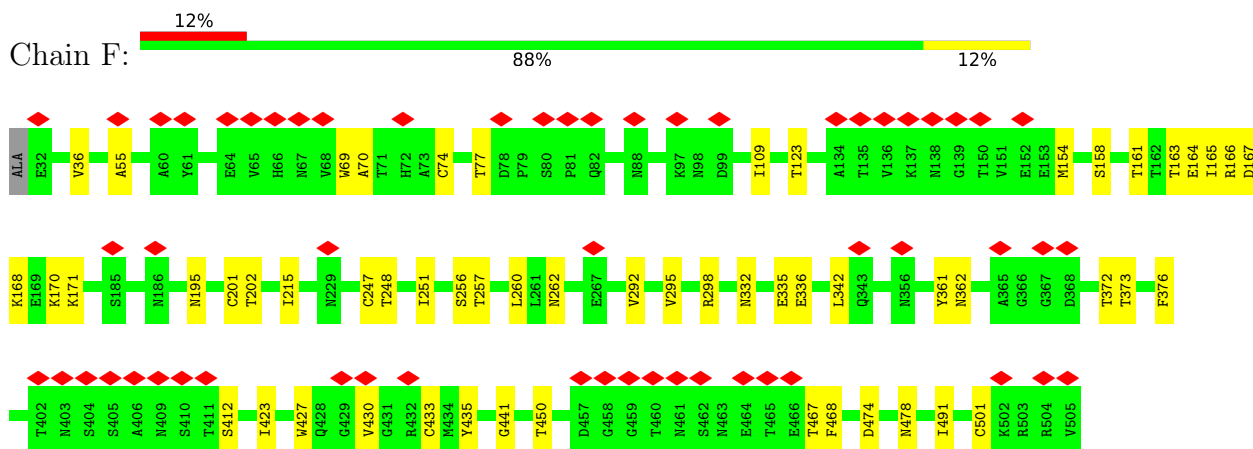 12%
Chain F:
88% 12%
ALA E32 V36 A55 A60 Y61 E64 V65 H66 N67 V68 W69 A70 T71 H72 A73 C74 T77 D78 P79 S80 P81 Q82 N88 K97 N98 D99 I109 T123 A134 T135 V136 K137 N138 G139 T150 V151 E152 E153 M154 S158 T161 T162 T163 E164 I165 R166 D167
K168 E169 K170 K171 S185 N186 N195 C201 T202 I215 N229 C247 T248 I251 S256 T257 L260 L261 N262 E267 V292 V295 R298 N332 E335 E336 L342 Q343 N356 Y361 N362 A365 G366 G367 D368 T372 T373 F376
T402 N403 S404 S405 A406 N409 S410 T411 S412 I423 W427 Q428 G429 V430 G431 R432 C433 M434 Y435 G441 T450 D457 G458 G459 T460 N461 S462 N463 E464 T465 E466 T467 F468 D474 N478 I491 C501 K502 R503 R504 V505